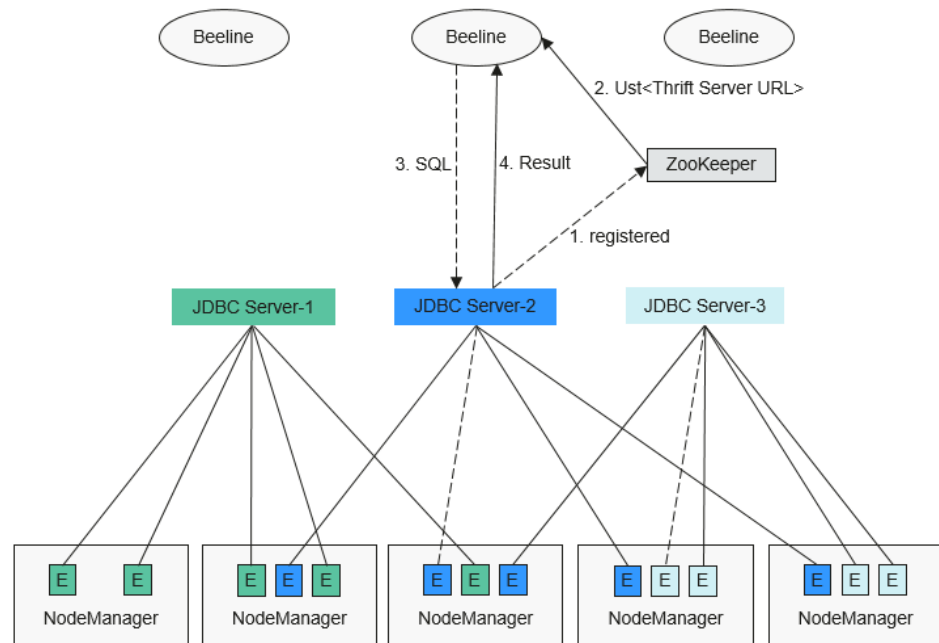 Beeline
Beeline
Beeline
2. Ust<Thrift Server URL>
3. SQL
4. Result
ZooKeeper
1. registered
JDBC Server-1
JDBC Server-2
JDBC Server-3
E
E
E
E
E
E
E
E
E
E
E
E
E
E
NodeManager
NodeManager
NodeManager
NodeManager
NodeManager